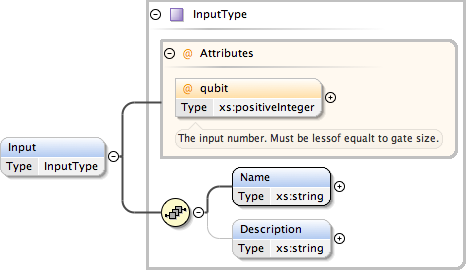 InputType
@ Attributes
@ qubit
Type xs:positiveInteger
The input number. Must be lessof equalt to gate size.
Input
Type InputType
Name
Type xs:string
Description
Type xs:string